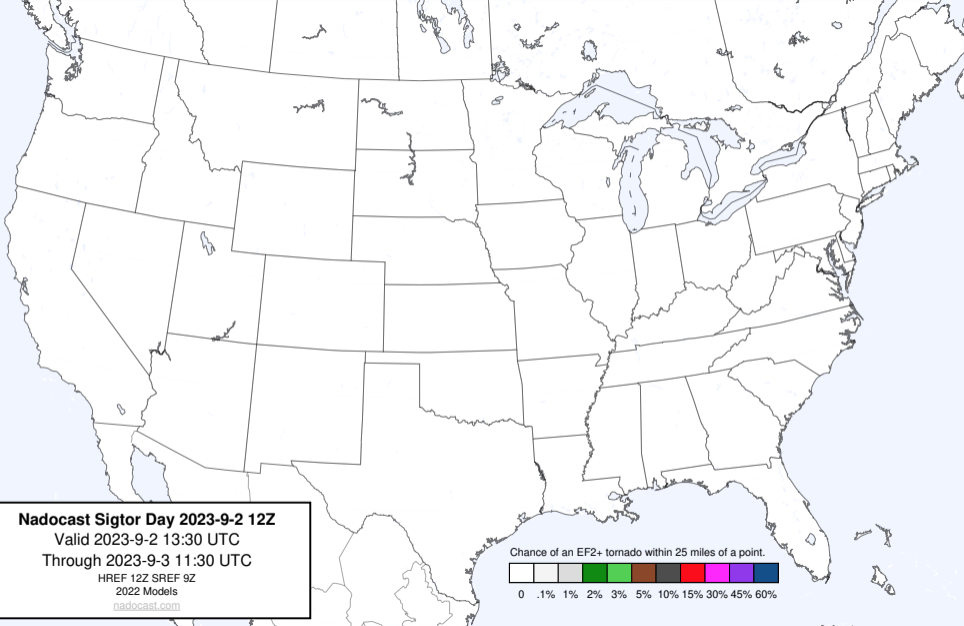 Nadocast Sigtor Day 2023-9-2 12Z
Valid 2023-9-2 13:30 UTC
Through 2023-9-3 11:30 UTC
HREF 12Z SREF 9Z
2022 Models
nadocast.com
Chance of an EF2+ tornado within 25 miles of a point.
0 .1% 1% 2% 3% 5% 10% 15% 30% 45% 60%